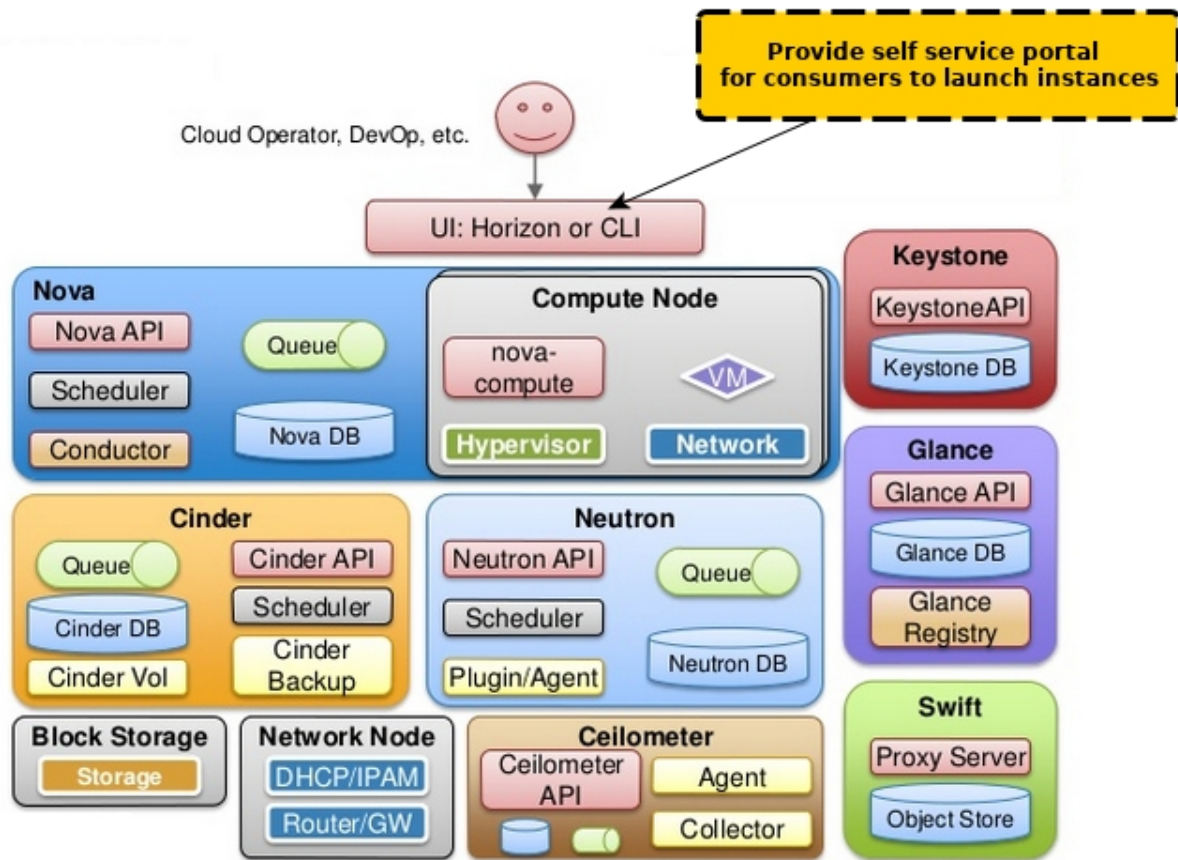 Provide self service portal
for consumers to launch instances
Cloud Operator, DevOp, etc.
UI: Horizon or CLI
Nova
Nova API
Scheduler
Conductor
Queue
Nova DB
Compute Node
nova-
compute
VM
Hypervisor
Network
Keystone
KeystoneAPI
Keystone DB
Cinder
Queue
Cinder DB
Cinder Vol
Cinder API
Scheduler
Cinder
Backup
Neutron
Neutron API
Scheduler
Plugin/Agent
Queue
Neutron DB
Glance
Glance API
Glance DB
Glance
Registry
Block Storage
Storage
Network Node
DHCP/IPAM
Router/GW
Ceilometer
Ceilometer
API
Agent
Collector
Swift
Proxy Server
Object Store